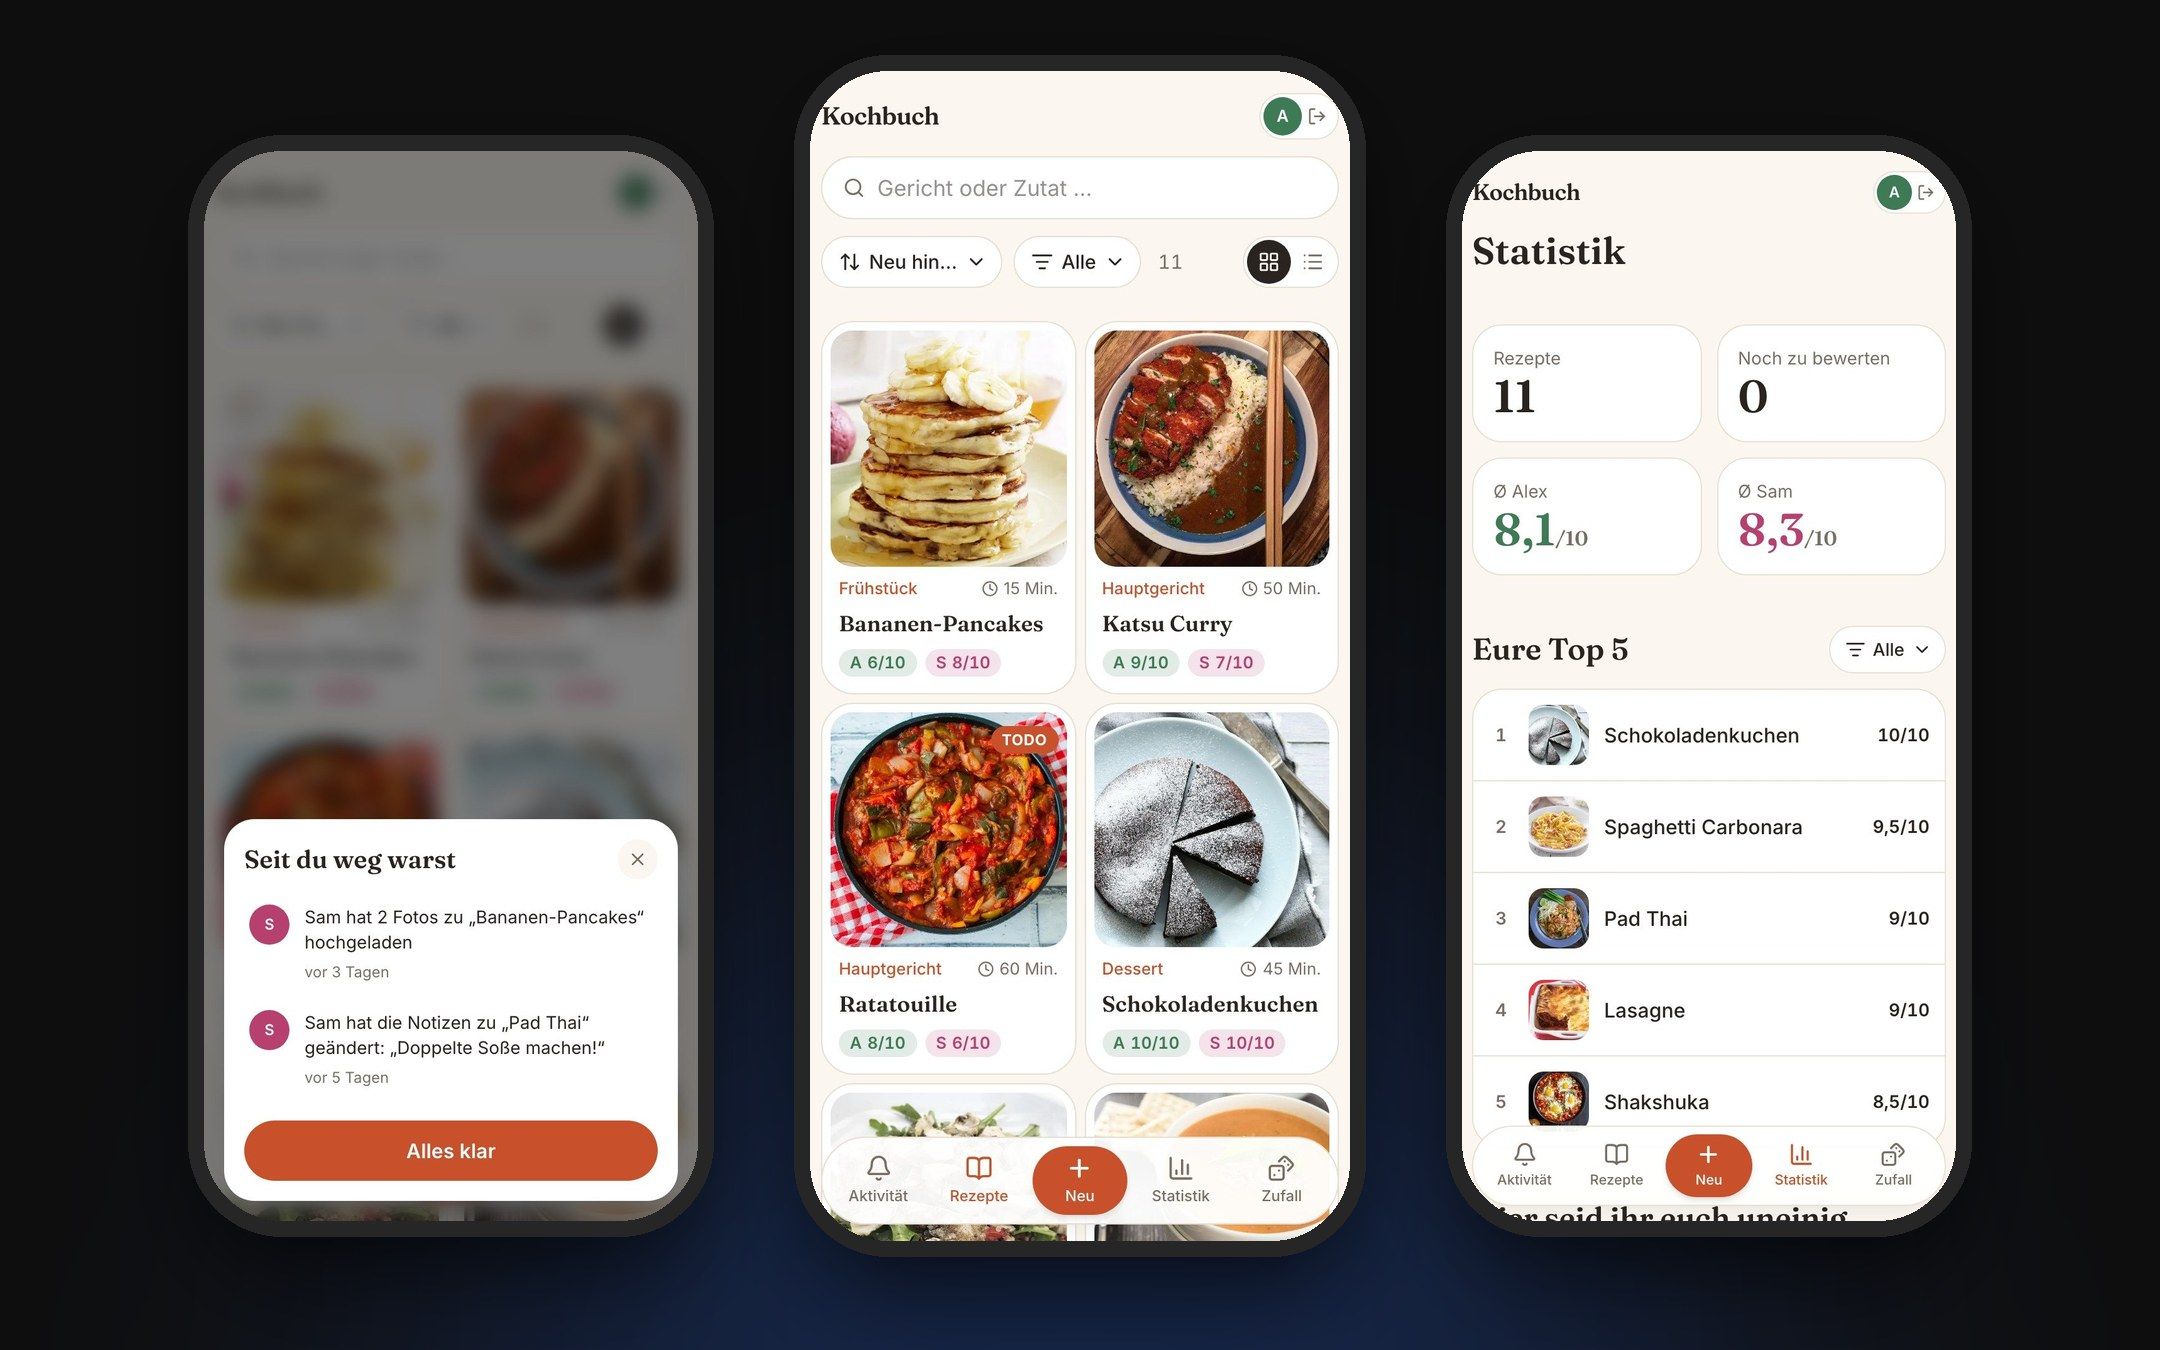 Seit du weg warst
S
Sam hat 2 Fotos zu „Bananen-Pancakes“
hochgeladen
vor 3 Tagen
S
Sam hat die Notizen zu „Pad Thai“
geändert: „Doppelte Soße machen!“
vor 5 Tagen
Alles klar
Kochbuch
A
Gericht oder Zutat ...
Neu hin...
Alle
11
Frühstück
15 Min.
Bananen-Pancakes
A 6/10
S 8/10
Hauptgericht
50 Min.
Katsu Curry
A 9/10
S 7/10
TODO
Hauptgericht
60 Min.
Ratatouille
A 8/10
S 6/10
Dessert
45 Min.
Schokoladenkuchen
A 10/10
S 10/10
Aktivität
Rezepte
Neu
Statistik
Zufall
Kochbuch
A
Statistik
Rezepte
11
Noch zu bewerten
0
Ø Alex
8,1/10
Ø Sam
8,3/10
Eure Top 5
Alle
1 Schokoladenkuchen 10/10
2 Spaghetti Carbonara 9,5/10
3 Pad Thai 9/10
4 Lasagne 9/10
5 Shakshuka 8,5/10
Aktivität
Rezepte
Neu
Statistik
Zufall
seid ihr euch uneinig